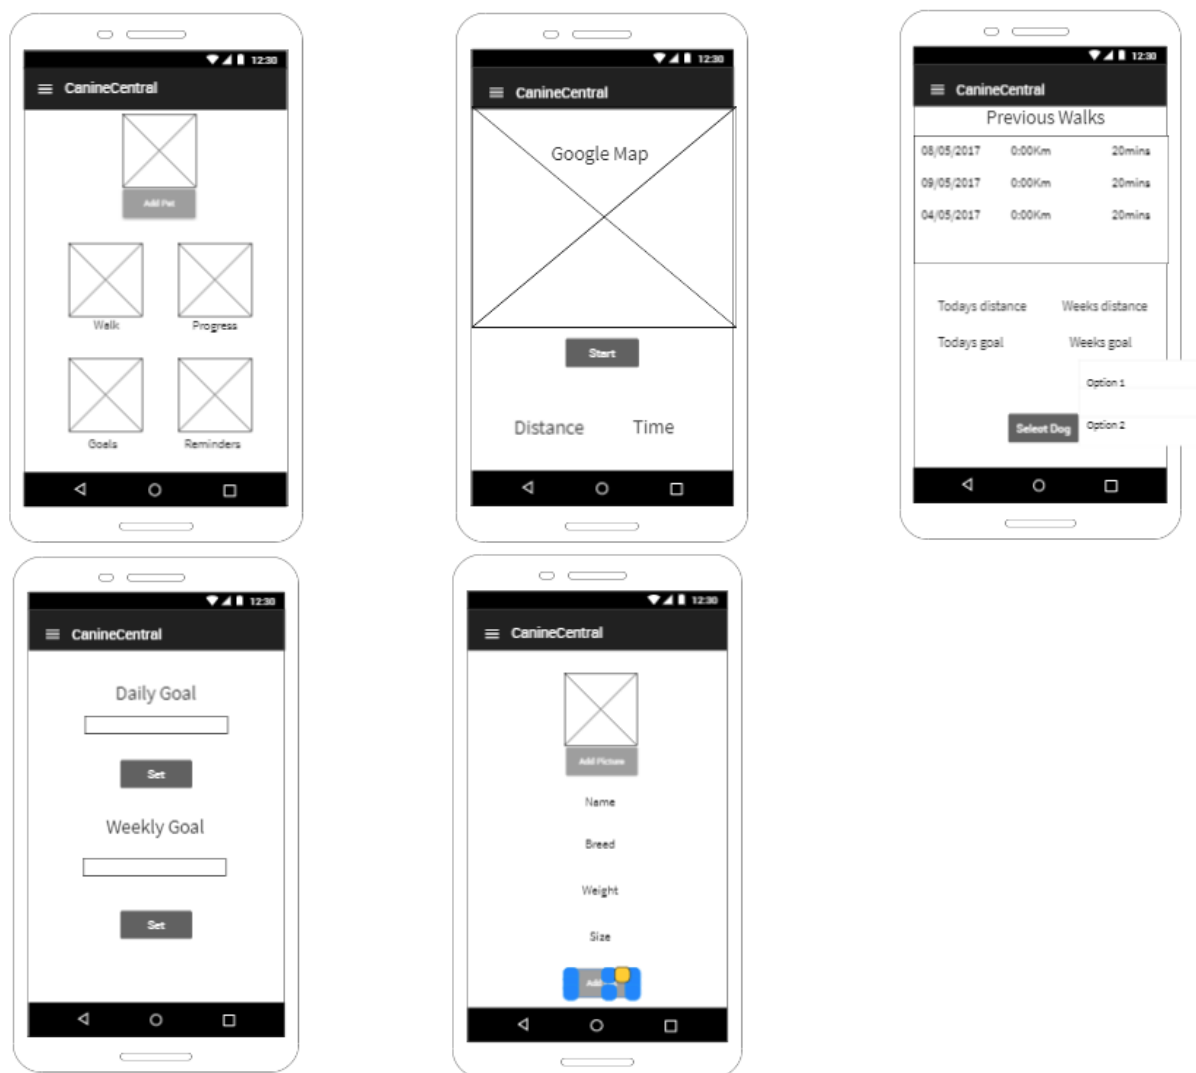 12:30
CanineCentral
Add Pet
Walk Progress
Goals Reminders
12:30
CanineCentral
Google Map
Start
Distance Time
12:30
CanineCentral
Previous Walks
08/05/2017 0:00Km 20mins
09/05/2017 0:00Km 20mins
04/05/2017 0:00Km 20mins
Todays distance Weeks distance
Todays goal Weeks goal
Option 1
Select Dog Option 2
12:30
CanineCentral
Daily Goal
Set
Weekly Goal
Set
12:30
CanineCentral
Add Picture
Name
Breed
Weight
Size